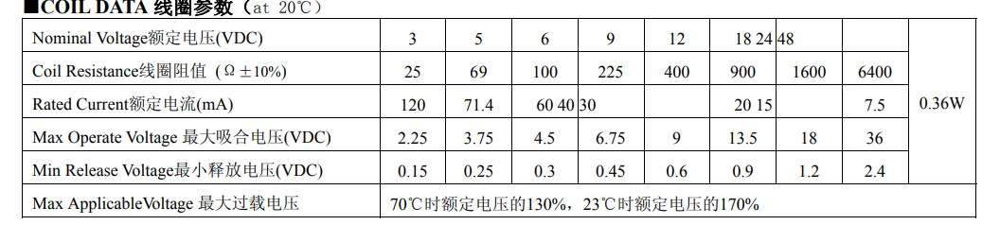 ■COIL DATA 线圈参数（at 20℃）
Nominal Voltage额定电压(VDC) 3 5 6 9 12 18 24 48
Coil Resistance线圈阻值 (Ω±10%) 25 69 100 225 400 900 1600 6400
Rated Current额定电流(mA) 120 71.4 60 40 30 20 15 7.5 0.36W
Max Operate Voltage 最大吸合电压(VDC) 2.25 3.75 4.5 6.75 9 13.5 18 36
Min Release Voltage最小释放电压(VDC) 0.15 0.25 0.3 0.45 0.6 0.9 1.2 2.4
Max ApplicableVoltage 最大过载电压 70℃时额定电压的130%，23℃时额定电压的170%